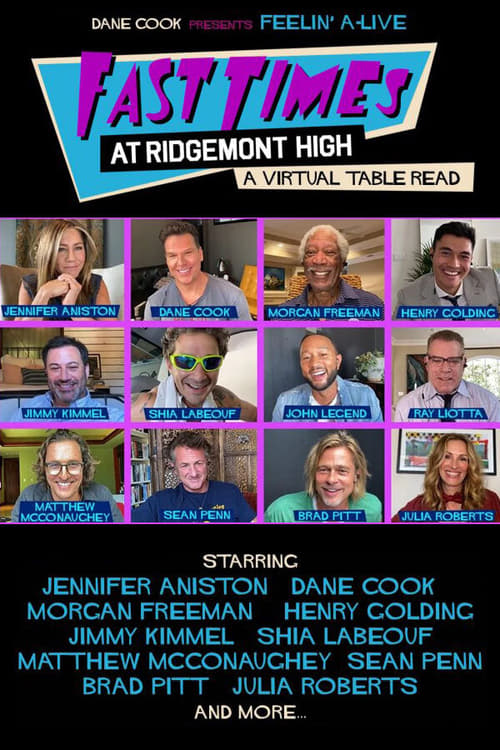 DANE COOK PRESENTS FEELIN' A-LIVE
FAST TIMES
AT RIDGEMONT HIGH
A VIRTUAL TABLE READ
JENNIFER ANISTON
DANE COOK
MORGAN FREEMAN
HENRY GOLDING
JIMMY KIMMEL
SHIA LABEOUF
JOHN LEGEND
RAY LIOTTA
MATTHEW
MCCONAUGHEY
SEAN PENN
BRAD PITT
JULIA ROBERTS
STARRING
JENNIFER ANISTON DANE COOK
MORGAN FREEMAN HENRY GOLDING
JIMMY KIMMEL SHIA LABEOUF
MATTHEW MCCONAUGHEY SEAN PENN
BRAD PITT JULIA ROBERTS
AND MORE...